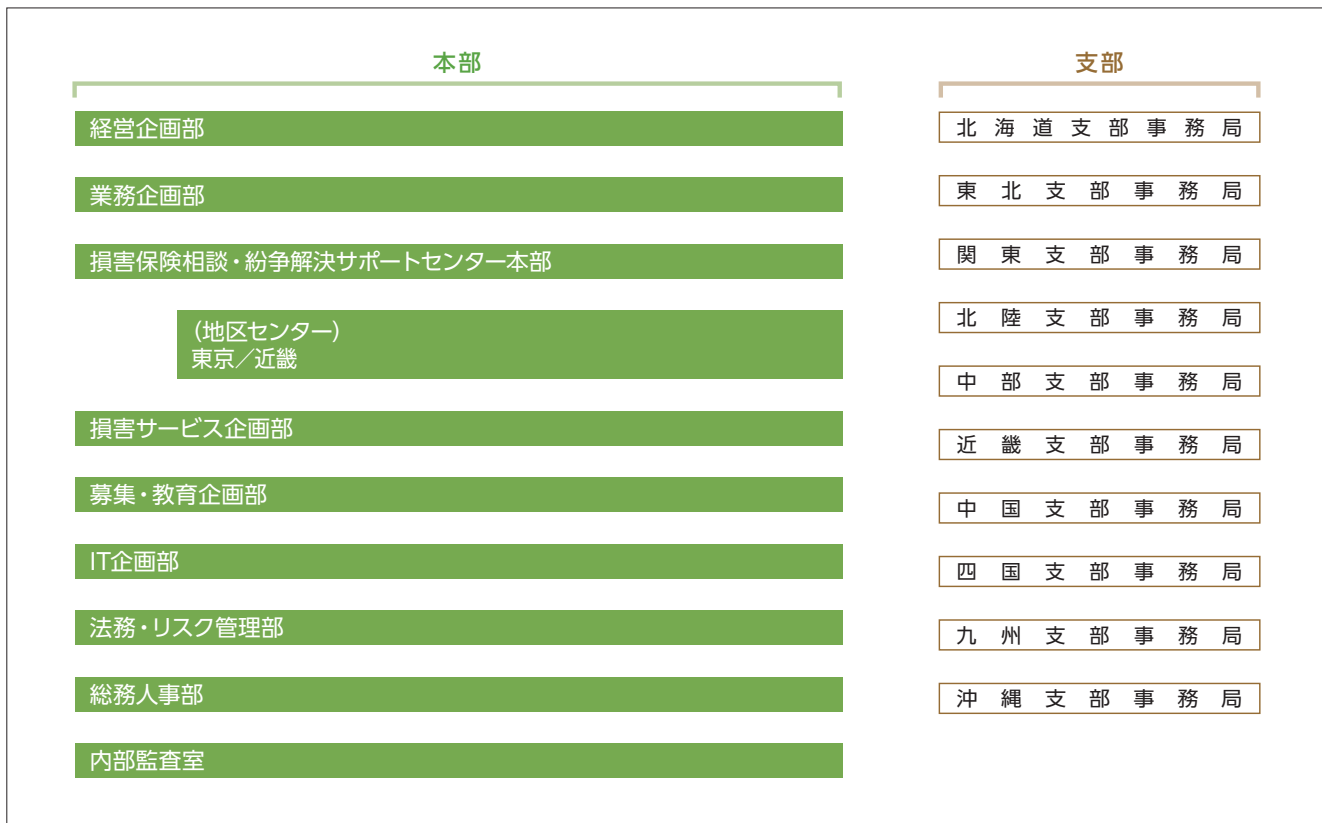 本部
経営企画部
業務企画部
損害保険相談・紛争解決サポートセンター本部
(地区センター)
東京／近畿
損害サービス企画部
募集・教育企画部
IT企画部
法務・リスク管理部
総務人事部
内部監査室
支部
北海道支部事務局
東北支部事務局
関東支部事務局
北陸支部事務局
中部支部事務局
近畿支部事務局
中国支部事務局
四国支部事務局
九州支部事務局
沖縄支部事務局